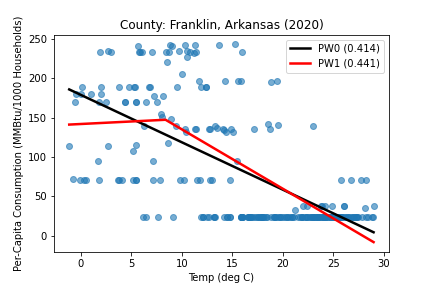 County: Franklin, Arkansas (2020)
PW0 (0.414)
PW1 (0.441)
Per-Capita Consumption (MMBtu/1000 Households)
250
200
150
100
50
0
0 5 10 15 20 25 30
Temp (deg C)